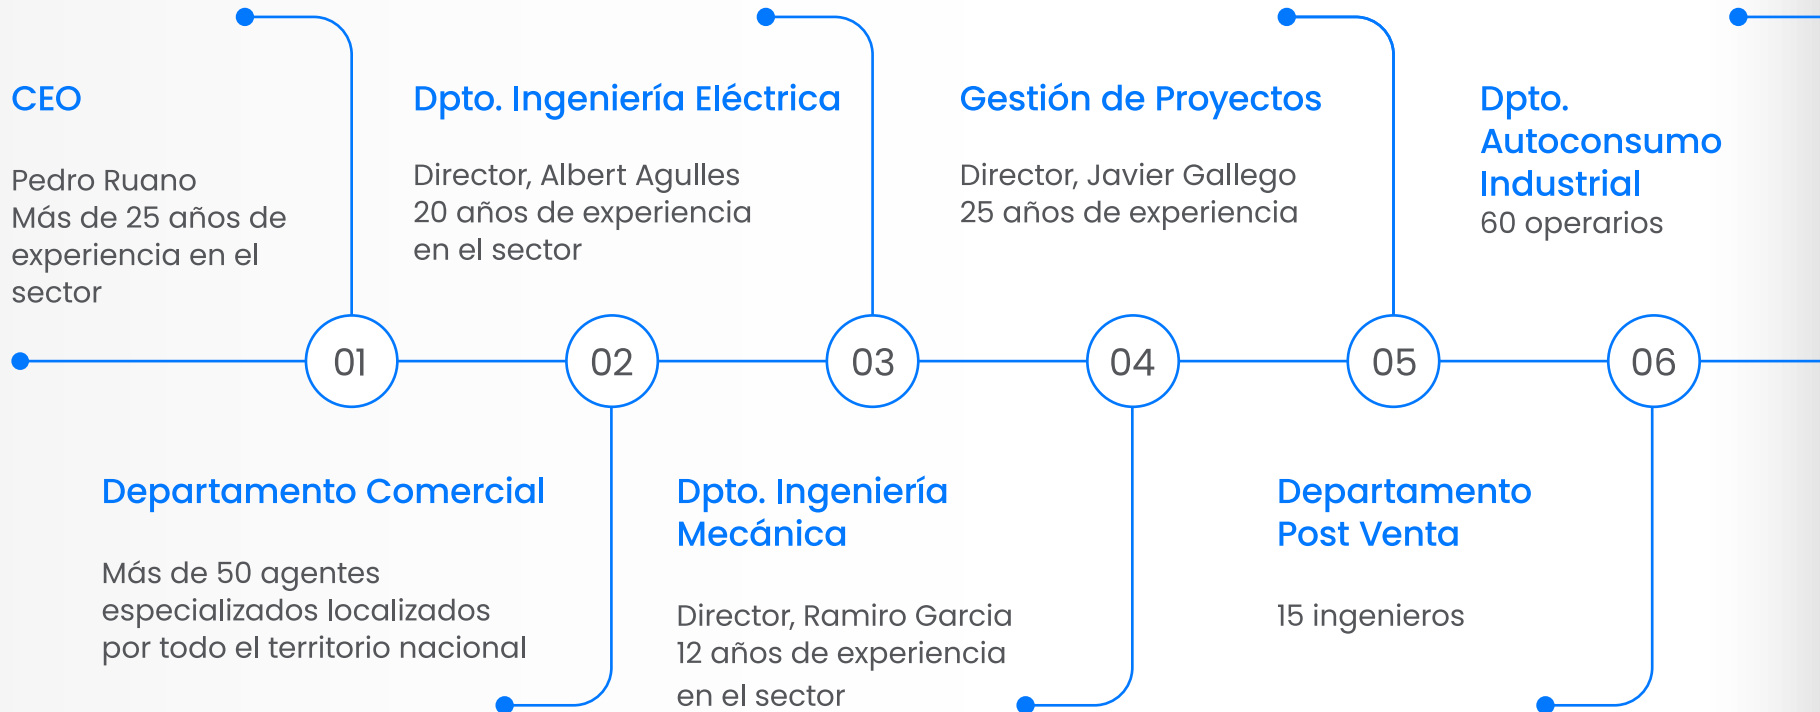 CEO
Pedro Ruano
Más de 25 años de
experiencia en el
sector
01
Departamento Comercial
Más de 50 agentes
especializados localizados
por todo el territorio nacional
02
Dpto. Ingeniería Eléctrica
Director, Albert Agulles
20 años de experiencia
en el sector
03
Dpto. Ingeniería
Mecánica
Director, Ramiro Garcia
12 años de experiencia
en el sector
04
Gestión de Proyectos
Director, Javier Gallego
25 años de experiencia
05
Departamento
Post Venta
15 ingenieros
06
Dpto.
Autoconsumo
Industrial
60 operarios